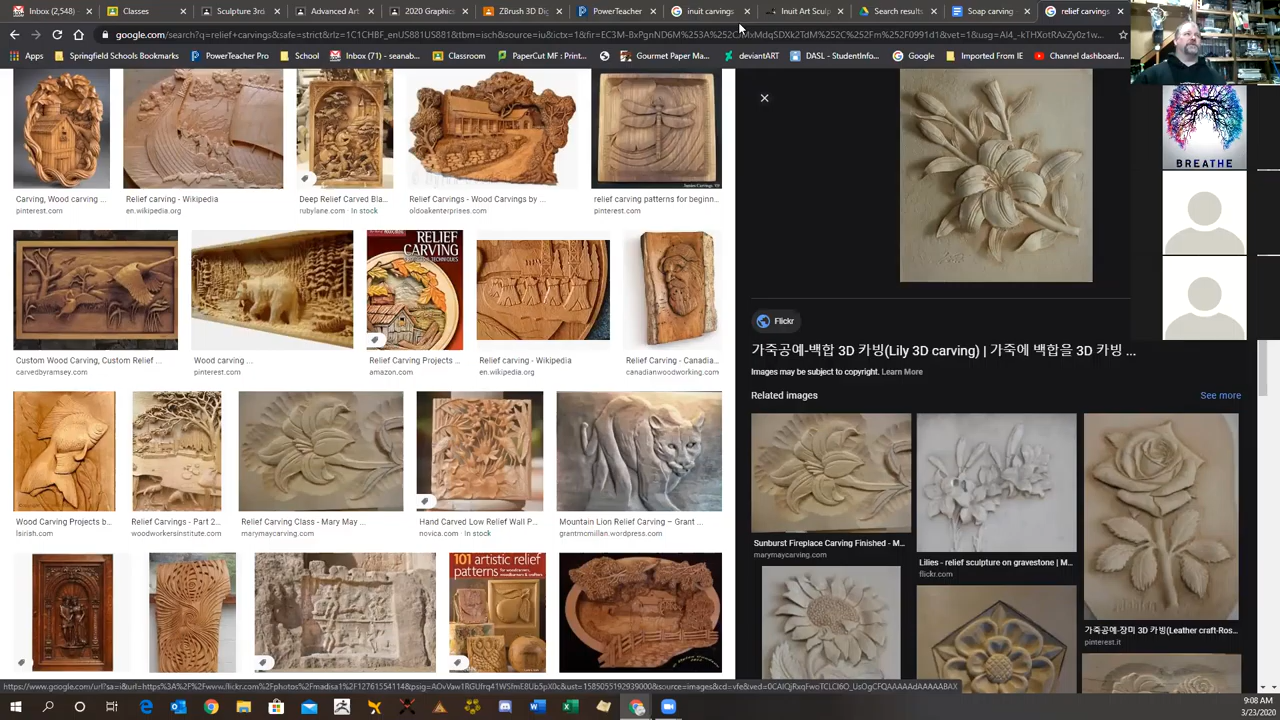 Inbox (2,548)
Classes
Sculpture 3rd
Advanced Art
2020 Graphic
ZBrush 3D Di
PowerTeacher
inuit carvings
Inuit Art Sculp
Search results
Soap carving
relief carvings
Apps
Springfield Schools Bookmarks
PowerTeacher Pro
School
Inbox (71) - seanab...
Classroom
PaperCut MF : Print...
Gourmet Paper Ma...
deviantART
DASL - StudentInfo...
Google
Imported From IE
Channel dashboard...
BREATHE
Carving, Wood carving ...
pinterest.com
Relief carving - Wikipedia
en.wikipedia.org
Deep Relief Carved Bla...
rubylane.com · In stock
Relief Carvings - Wood Carvings by ...
oldoakenterprises.com
relief carving patterns for beginn...
pinterest.com
RELIEF
CARVING
Custom Wood Carving, Custom Relief ...
carvedbyramsey.com
Wood carving ...
pinterest.com
Relief Carving Projects ...
amazon.com
Relief carving - Wikipedia
en.wikipedia.org
Relief Carving - Canadia...
canadianwoodworking.com
Wood Carving Projects b...
lsirish.com
Relief Carvings - Part 2...
woodworkersinstitute.com
Relief Carving Class - Mary May ...
marymaycarving.com
Hand Carved Low Relief Wall P...
novica.com · In stock
Mountain Lion Relief Carving – Grant ...
grantmcmillan.wordpress.com
101 artistic relief
patterns for
Flickr
가죽공예-백합 3D 카빙(Lily 3D carving) | 가죽에 백합을 3D 카빙 ...
Images may be subject to copyright. Learn More
Related images
See more
Sunburst Fireplace Carving Finished - M...
marymaycarving.com
Lilies - relief sculpture on gravestone | M...
flickr.com
가죽공예-장미 3D 카빙(Leather craft-Ros...
pinterest.it
9:08 AM
3/23/2020